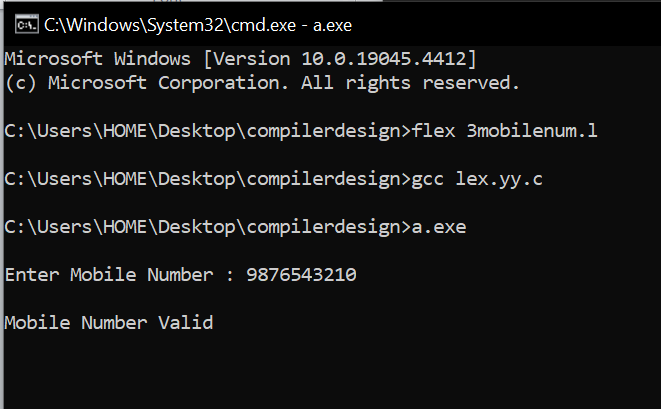 C:\Windows\System32\cmd.exe - a.exe
Microsoft Windows [Version 10.0.19045.4412]
(c) Microsoft Corporation. All rights reserved.
C:\Users\HOME\Desktop\compilerdesign>flex 3mobilenum.l
C:\Users\HOME\Desktop\compilerdesign>gcc lex.yy.c
C:\Users\HOME\Desktop\compilerdesign>a.exe
Enter Mobile Number : 9876543210
Mobile Number Valid